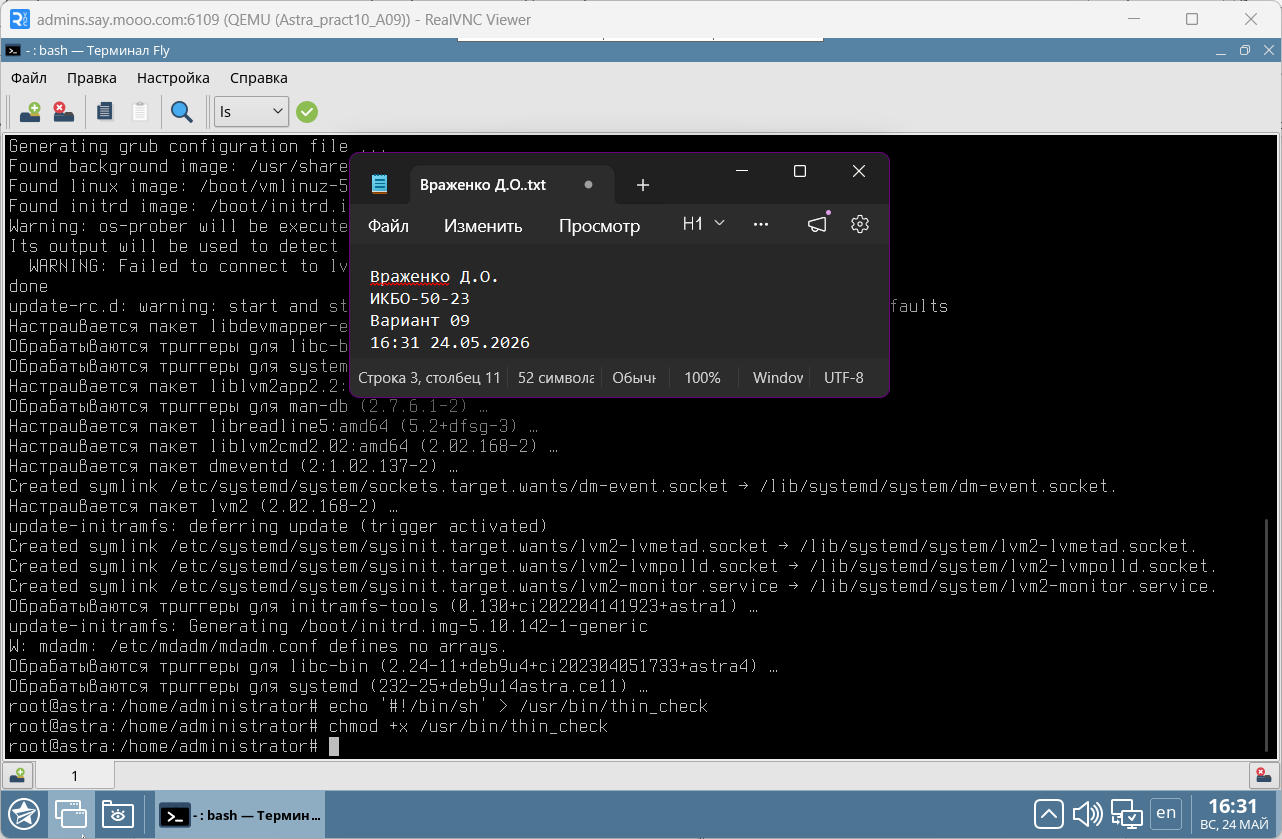 admins.say.mooo.com:6109 (QEMU (Astra_pract10_A09)) - RealVNC Viewer
- : bash — Терминал Fly
Файл Правка Настройка Справка
ls
Generating grub configuration file ...
Found background image: /usr/share
Found linux image: /boot/vmlinuz-5
Found initrd image: /boot/initrd.i
Warning: os-prober will be execute
Its output will be used to detect
WARNING: Failed to connect to lv
done
update-rc.d: warning: start and st faults
Настраивается пакет libdevmapper-e
Обрабатываются триггеры для libc-b
Обрабатываются триггеры для system
Настраивается пакет liblvm2app2.2:
Обрабатываются триггеры для man-db (2.7.6.1-2) …
Настраивается пакет libreadline5:amd64 (5.2+dfsg-3) …
Настраивается пакет liblvm2cmd2.02:amd64 (2.02.168-2) …
Настраивается пакет dmeventd (2:1.02.137-2) …
Created symlink /etc/systemd/system/sockets.target.wants/dm-event.socket → /lib/systemd/system/dm-event.socket.
Настраивается пакет lvm2 (2.02.168-2) …
update-initramfs: deferring update (trigger activated)
Created symlink /etc/systemd/system/sysinit.target.wants/lvm2-lvmetad.socket → /lib/systemd/system/lvm2-lvmetad.socket.
Created symlink /etc/systemd/system/sysinit.target.wants/lvm2-lvmpolld.socket → /lib/systemd/system/lvm2-lvmpolld.socket.
Created symlink /etc/systemd/system/sysinit.target.wants/lvm2-monitor.service → /lib/systemd/system/lvm2-monitor.service.
Обрабатываются триггеры для initramfs-tools (0.130+ci202204141923+astra1) …
update-initramfs: Generating /boot/initrd.img-5.10.142-1-generic
W: mdadm: /etc/mdadm/mdadm.conf defines no arrays.
Обрабатываются триггеры для libc-bin (2.24-11+deb9u4+ci202304051733+astra4) …
Обрабатываются триггеры для systemd (232-25+deb9u14astra.ce11) …
root@astra:/home/administrator# echo '#!/bin/sh' > /usr/bin/thin_check
root@astra:/home/administrator# chmod +x /usr/bin/thin_check
root@astra:/home/administrator#
Враженко Д.О..txt
Файл Изменить Просмотр H1
Враженко Д.О.
ИКБО-50-23
Вариант 09
16:31 24.05.2026
Строка 3, столбец 11 52 символа Обычн 100% Window UTF-8
1
- : bash — Термин...
en
16:31
ВС, 24 МАЙ